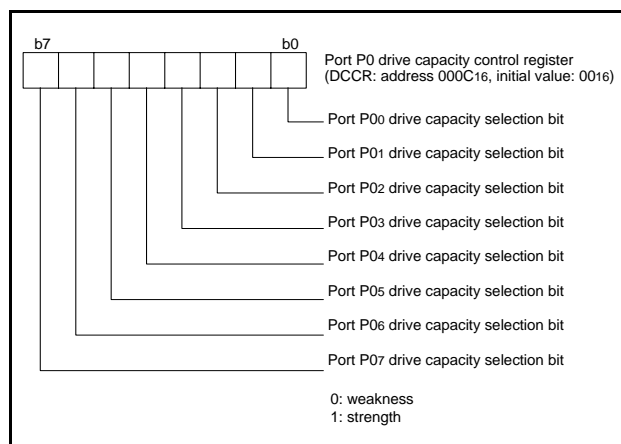 b7 b0
Port P0 drive capacity control register
(DCCR: address 000C16, initial value: 0016)
Port P00 drive capacity selection bit
Port P01 drive capacity selection bit
Port P02 drive capacity selection bit
Port P03 drive capacity selection bit
Port P04 drive capacity selection bit
Port P05 drive capacity selection bit
Port P06 drive capacity selection bit
Port P07 drive capacity selection bit
0: weakness
1: strength